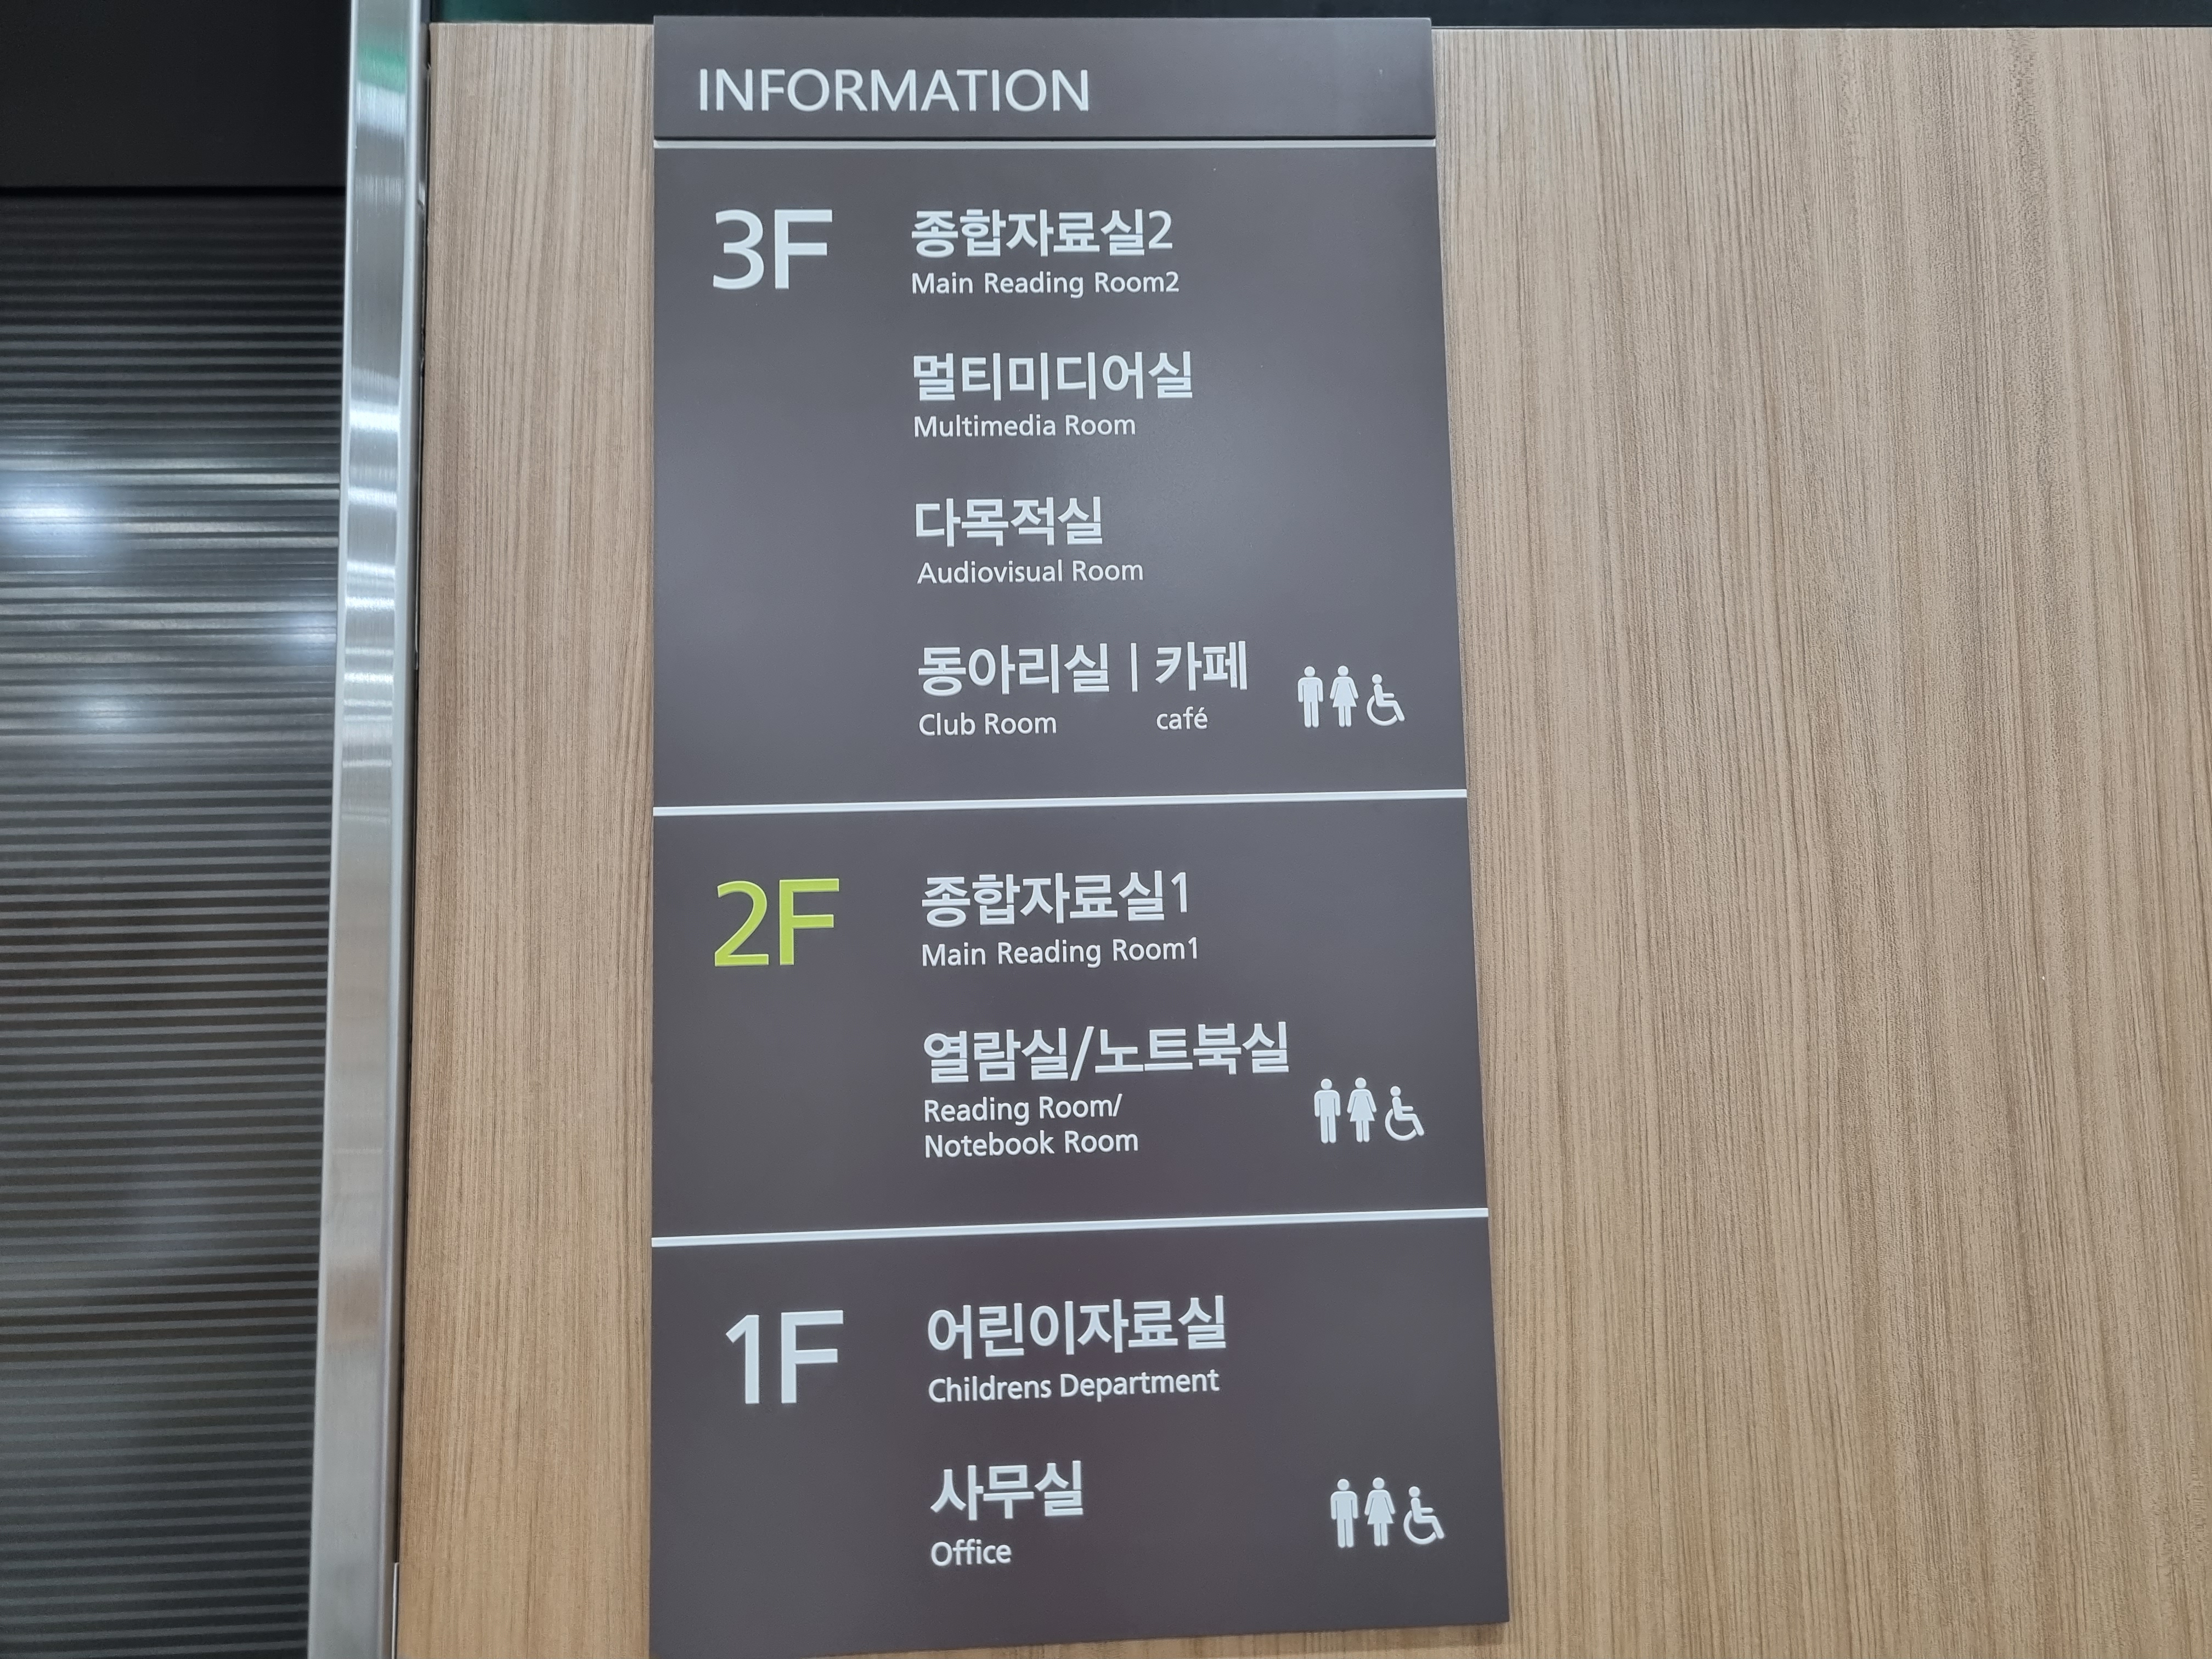 INFORMATION
3F
종합자료실2
Main Reading Room2
멀티미디어실
Multimedia Room
다목적실
Audiovisual Room
동아리실 | 카페
Club Room café
2F
종합자료실1
Main Reading Room1
열람실/노트북실
Reading Room/
Notebook Room
1F
어린이자료실
Childrens Department
사무실
Office